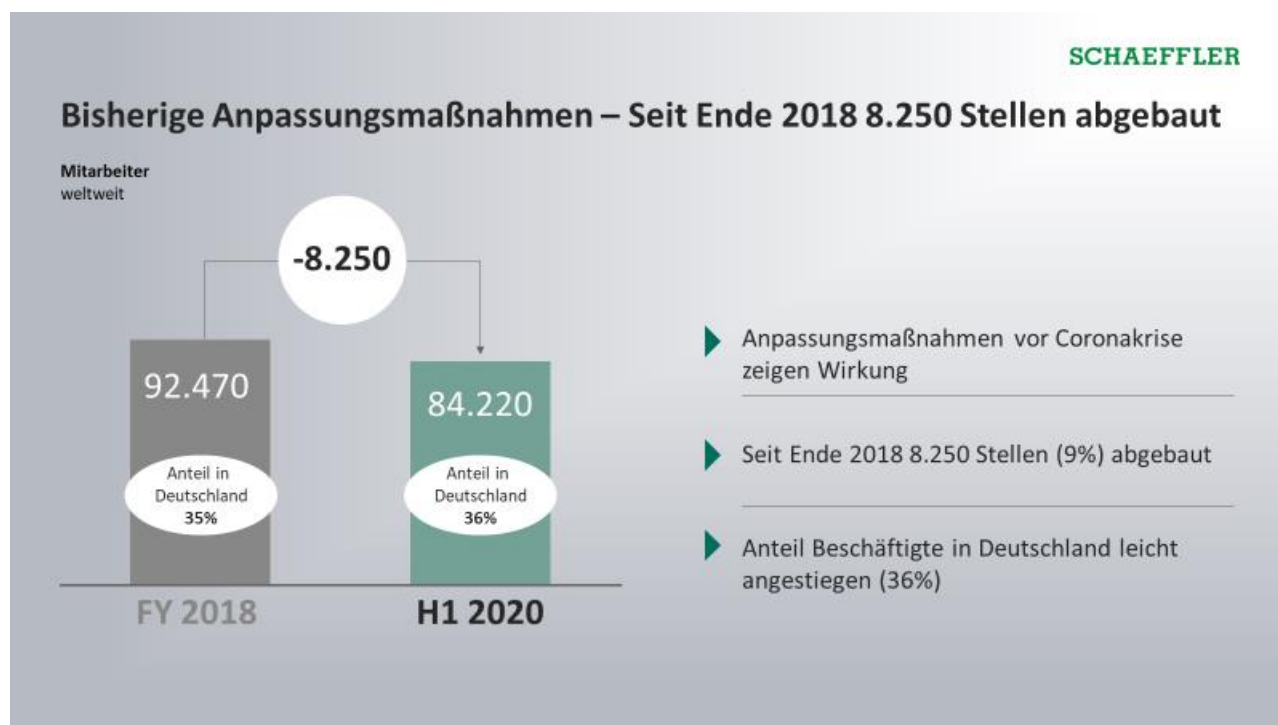 SCHAEFFLER
Bisherige Anpassungsmaßnahmen – Seit Ende 2018 8.250 Stellen abgebaut
Mitarbeiter
weltweit
-8.250
92.470
84.220
Anteil in
Deutschland
35%
Anteil in
Deutschland
36%
FY 2018
H1 2020
Anpassungsmaßnahmen vor Coronakrise
zeigen Wirkung
Seit Ende 2018 8.250 Stellen (9%) abgebaut
Anteil Beschäftigte in Deutschland leicht
angestiegen (36%)